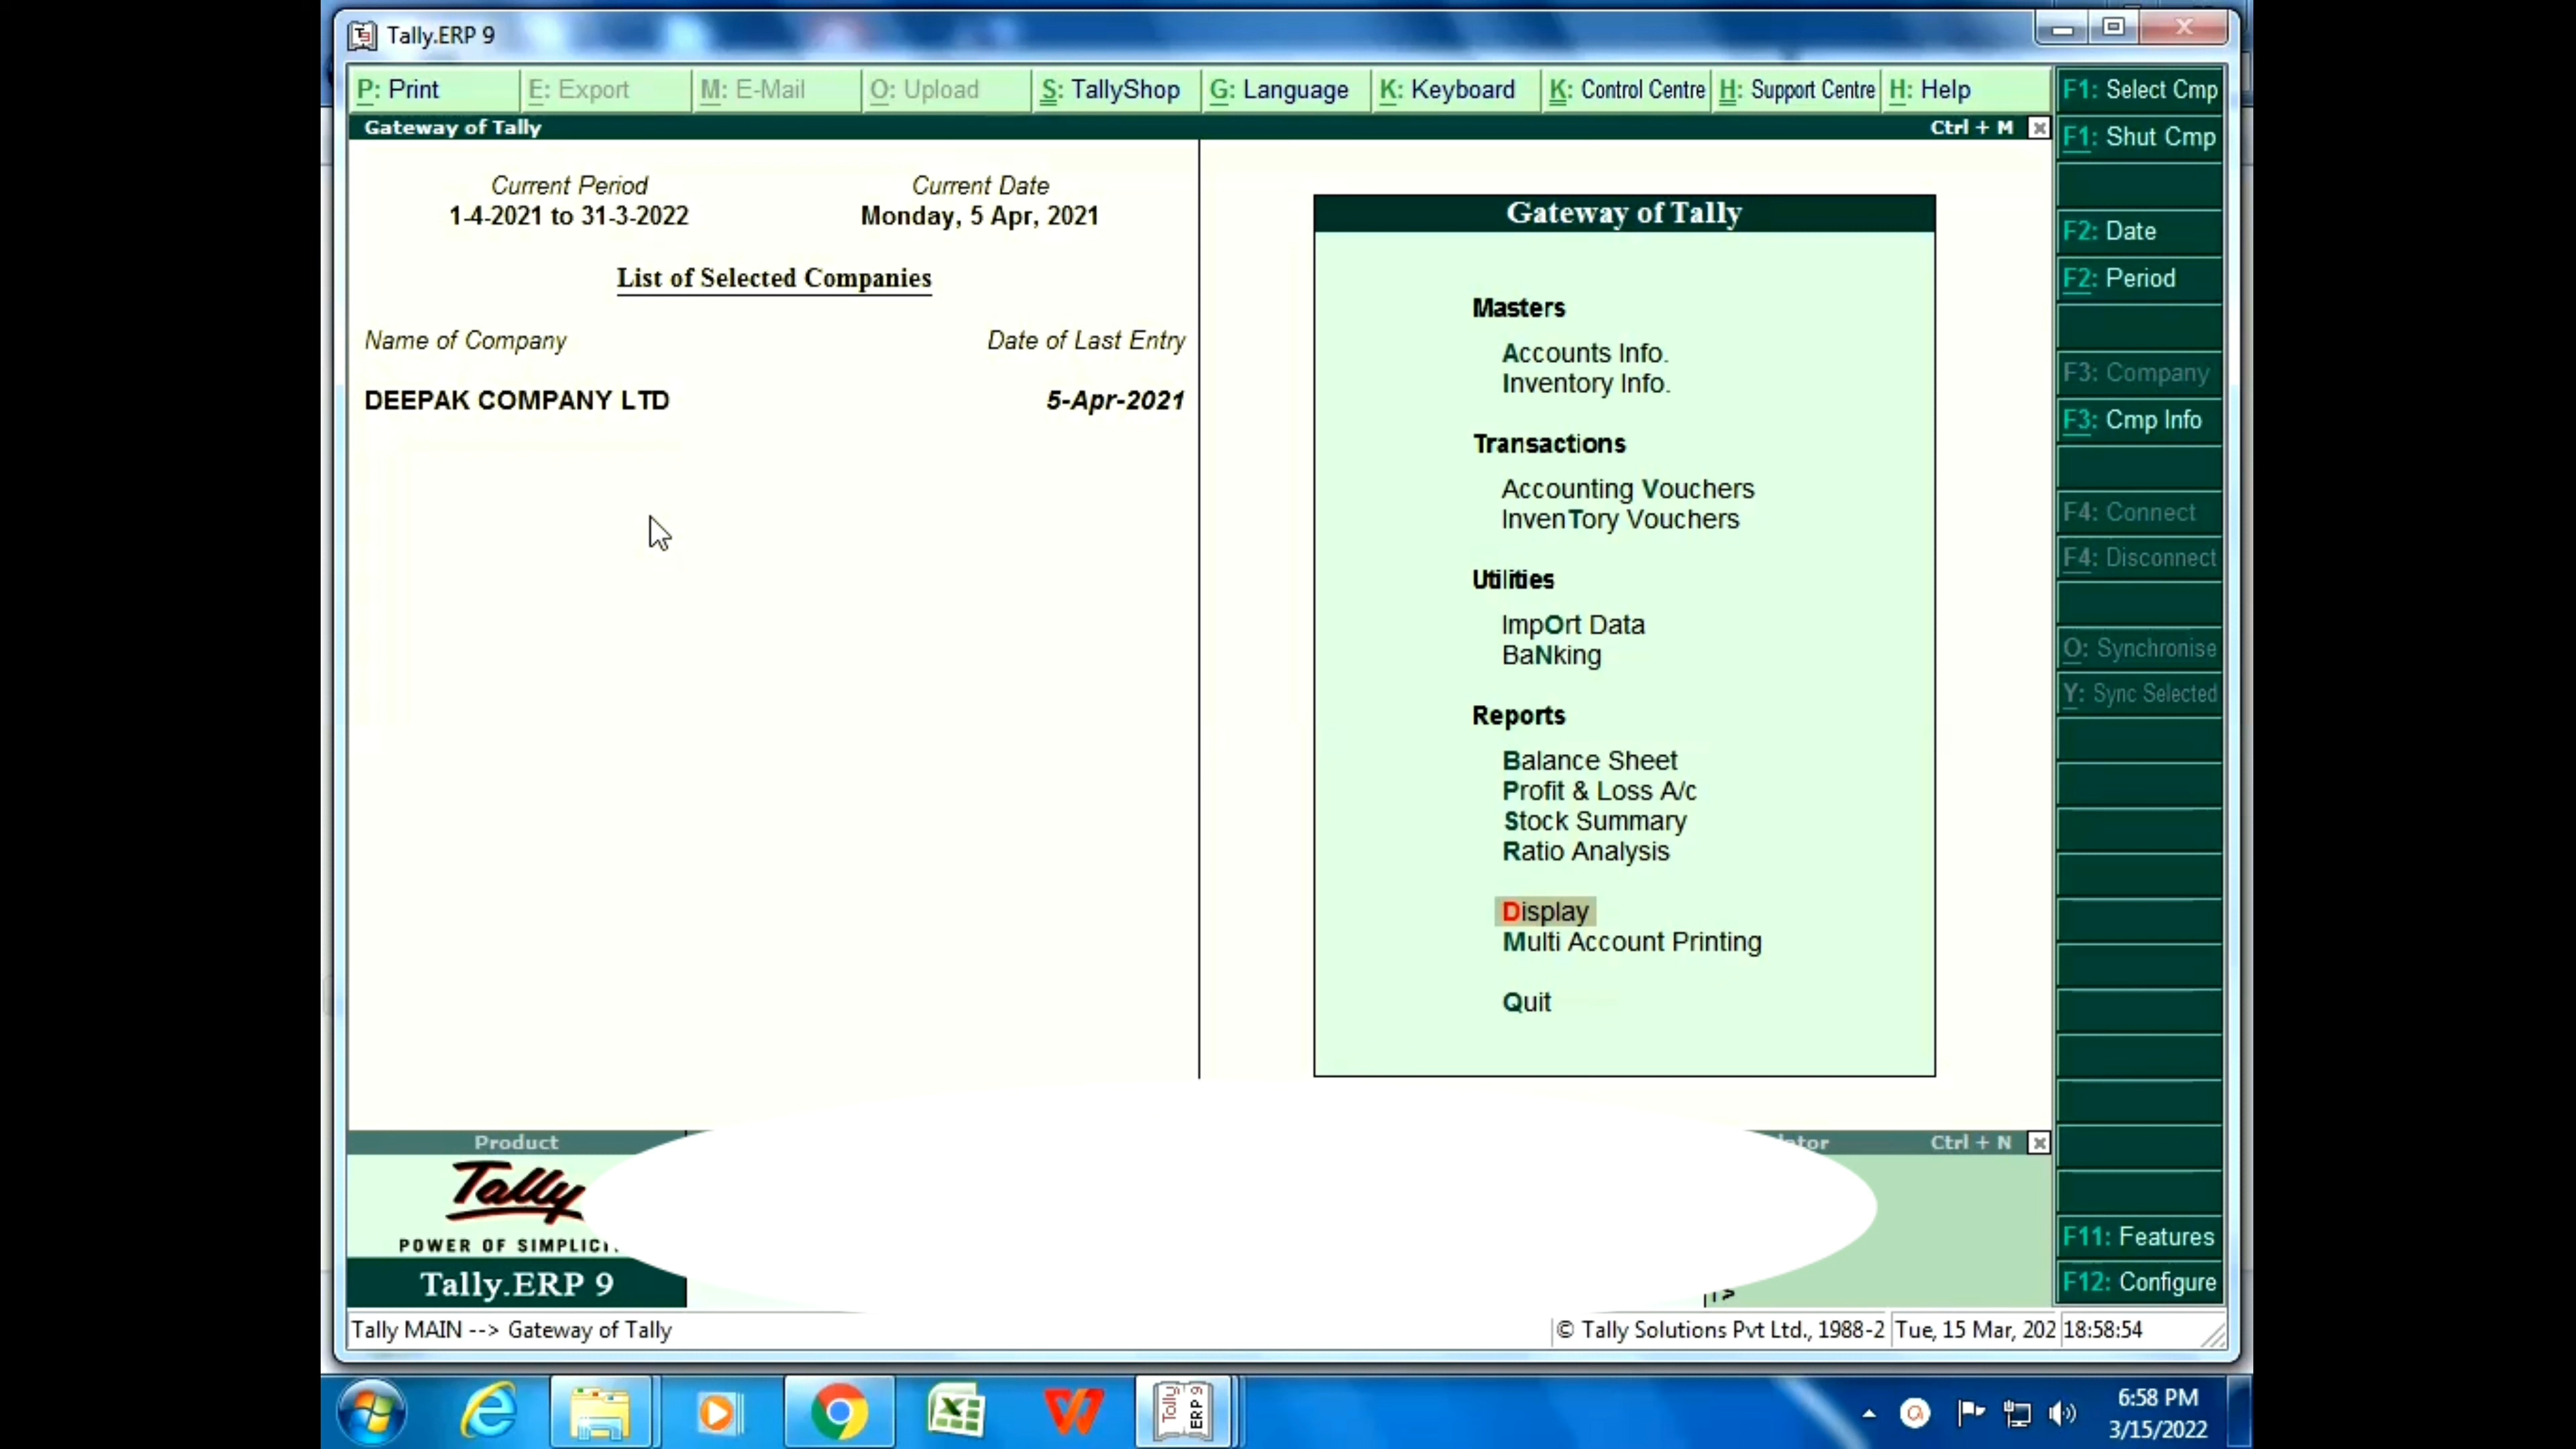 Tally.ERP 9
P: Print E: Export M: E-Mail O: Upload S: TallyShop G: Language K: Keyboard K: Control Centre H: Support Centre H: Help
Gateway of Tally Ctrl + M
Current Period Current Date
1-4-2021 to 31-3-2022 Monday, 5 Apr, 2021
List of Selected Companies
Name of Company Date of Last Entry
DEEPAK COMPANY LTD 5-Apr-2021
Gateway of Tally
Masters
Accounts Info.
Inventory Info.
Transactions
Accounting Vouchers
InvenTory Vouchers
Utilities
ImpOrt Data
BaNking
Reports
Balance Sheet
Profit & Loss A/c
Stock Summary
Ratio Analysis
Display
Multi Account Printing
Quit
F1: Select Cmp
F1: Shut Cmp
F2: Date
F2: Period
F3: Company
F3: Cmp Info
F4: Connect
F4: Disconnect
O: Synchronise
Y: Sync Selected
F11: Features
F12: Configure
Product
Ctrl + N
Tally
POWER OF
Tally.ERP 9
Tally MAIN --> Gateway of Tally
© Tally Solutions Pvt Ltd., 1988-2 Tue, 15 Mar, 202 18:58:54
Tally ERP 9
6:58 PM
3/15/2022